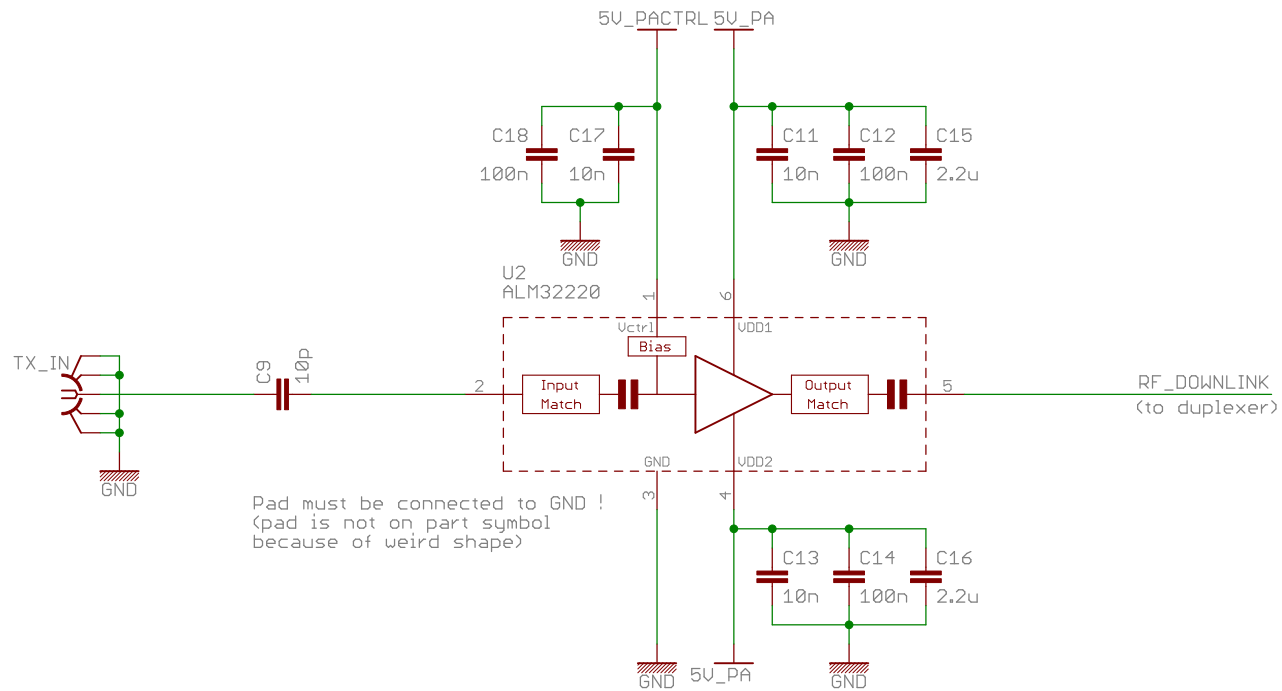 5V_PACTRL 5V_PA
C18 C17 C11 C12 C15
100n 10n 10n 100n 2.2u
GND GND
U2
ALM32220
1 6
Vctrl VDD1
Bias
TX_IN C9 10p 2 Input Match Output Match 5 RF_DOWNLINK
(to duplexer)
GND VDD2
GND 3 4
Pad must be connected to GND !
(pad is not on part symbol
because of weird shape)
C13 C14 C16
10n 100n 2.2u
GND 5V_PA GND